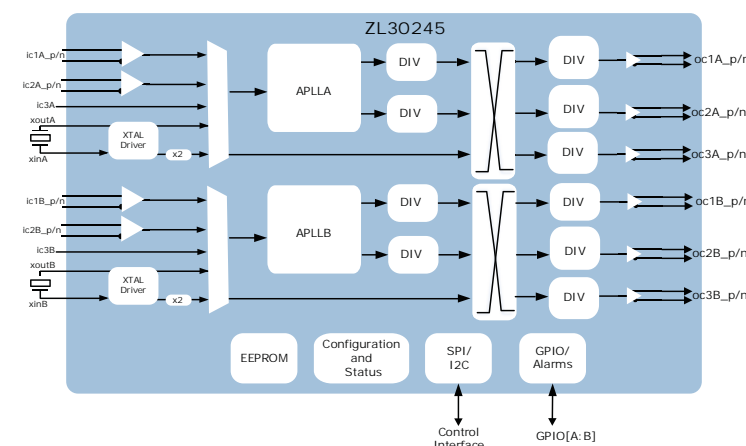 ZL30245
ic1A_p/n
ic2A_p/n
ic3A
xoutA
xinA
XTAL
Driver
x2
APLLA
DIV
DIV
DIV
DIV
DIV
oc1A_p/n
oc2A_p/n
oc3A_p/n
ic1B_p/n
ic2B_p/n
ic3B
xoutB
xinB
XTAL
Driver
x2
APLLB
DIV
DIV
DIV
DIV
DIV
oc1B_p/n
oc2B_p/n
oc3B_p/n
EEPROM
Configuration
and
Status
SPI/
I2C
GPIO/
Alarms
Control
Interface
GPIO[A:B]